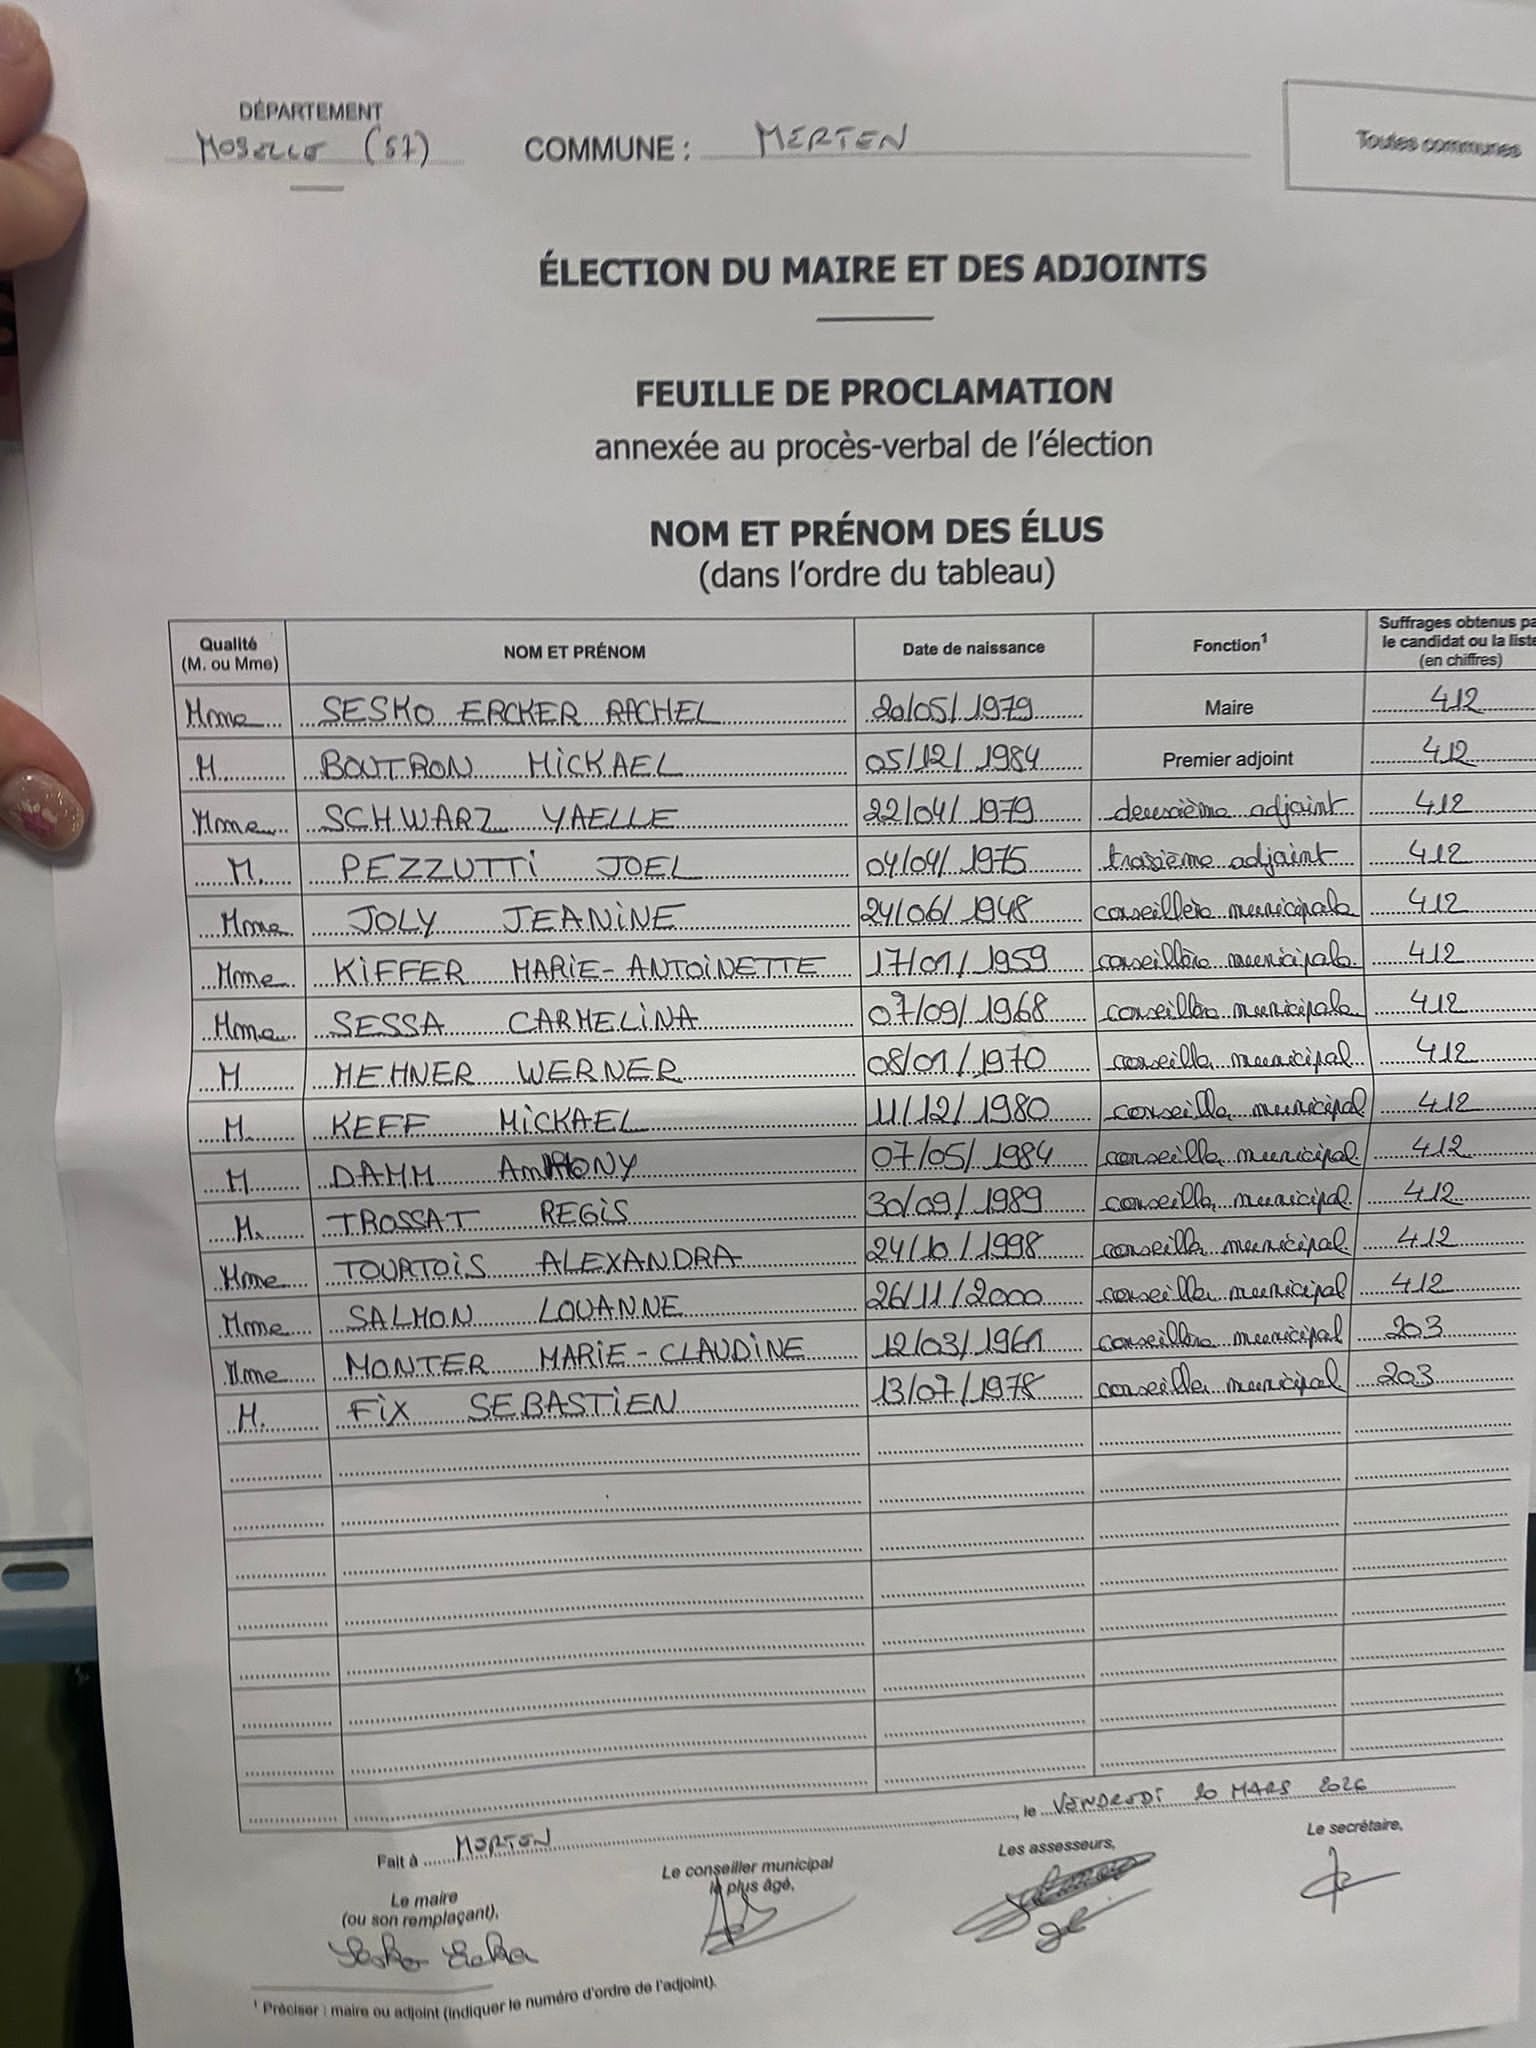 DÉPARTEMENT
MOSELLE (57) COMMUNE : MERTEN
Toutes communes
ÉLECTION DU MAIRE ET DES ADJOINTS
FEUILLE DE PROCLAMATION
annexée au procès-verbal de l'élection
NOM ET PRÉNOM DES ÉLUS
(dans l'ordre du tableau)
Qualité (M. ou Mme) NOM ET PRÉNOM Date de naissance Fonction¹ Suffrages obtenus pa le candidat ou la liste (en chiffres)
Mme SESKO ERCKER RACHEL 20/05/1979 Maire 412
M. BOUTRON MICKAEL 05/12/1984 Premier adjoint 412
Mme SCHWARZ YAELLE 22/04/1979 deuxième adjoint 412
M. PEZZUTTI JOEL 04/04/1975 troisième adjoint 412
Mme JOLY JEANINE 24/06/1948 conseillère municipale 412
Mme KIFFER MARIE-ANTOINETTE 17/01/1959 conseillère municipale 412
Mme SESSA CARMELINA 07/09/1968 conseillère municipale 412
M MEHNER WERNER 08/01/1970 conseiller municipal 412
M. KEFF MICKAEL 11/12/1980 conseiller municipal 412
M DAMM ANTHONY 07/05/1984 conseiller municipal 412
M. TROSSAT REGIS 30/09/1989 conseiller municipal 412
Mme TOURTOIS ALEXANDRA 24/10/1998 conseiller municipal 412
Mme SALMON LOUANNE 26/11/2000 conseiller municipal 412
Mme MONTER MARIE-CLAUDINE 12/03/1961 conseillère municipal 203
M. FIX SEBASTIEN 13/07/1978 conseiller municipal 203
Fait à MERTEN, le VENDREDI 20 MARS 2026
Le maire (ou son remplaçant), Le conseiller municipal le plus âgé, Les assesseurs, Le secrétaire,
Sesko Ercker
¹ Préciser : maire ou adjoint (indiquer le numéro d'ordre de l'adjoint).